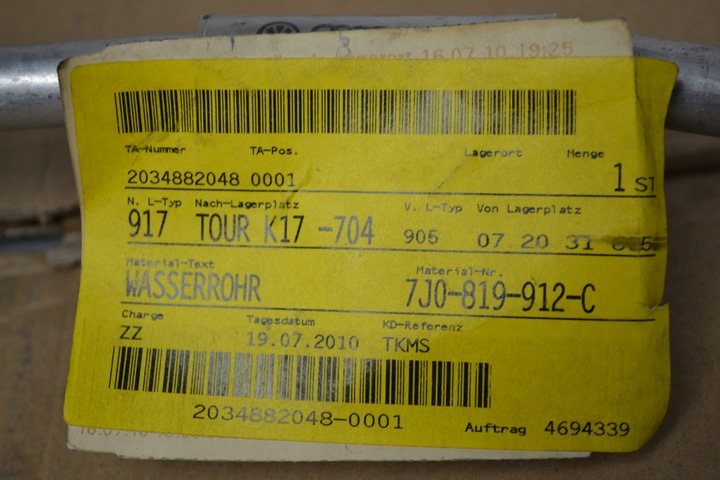 16.07.10 19:25
TA-Nummer TA-Pos. Lagerort Menge
2034882048 0001 1 ST
N. L-Typ Nach-Lagerplatz V. L-Typ Von Lagerplatz
917 TOUR K17 -704 905 07 20 31
Material-Text Material-Nr.
WASSERROHR 7J0-819-912-C
Charge Tagesdatum KD-Referenz
ZZ 19.07.2010 TKMS
2034882048-0001
Auftrag 4694339